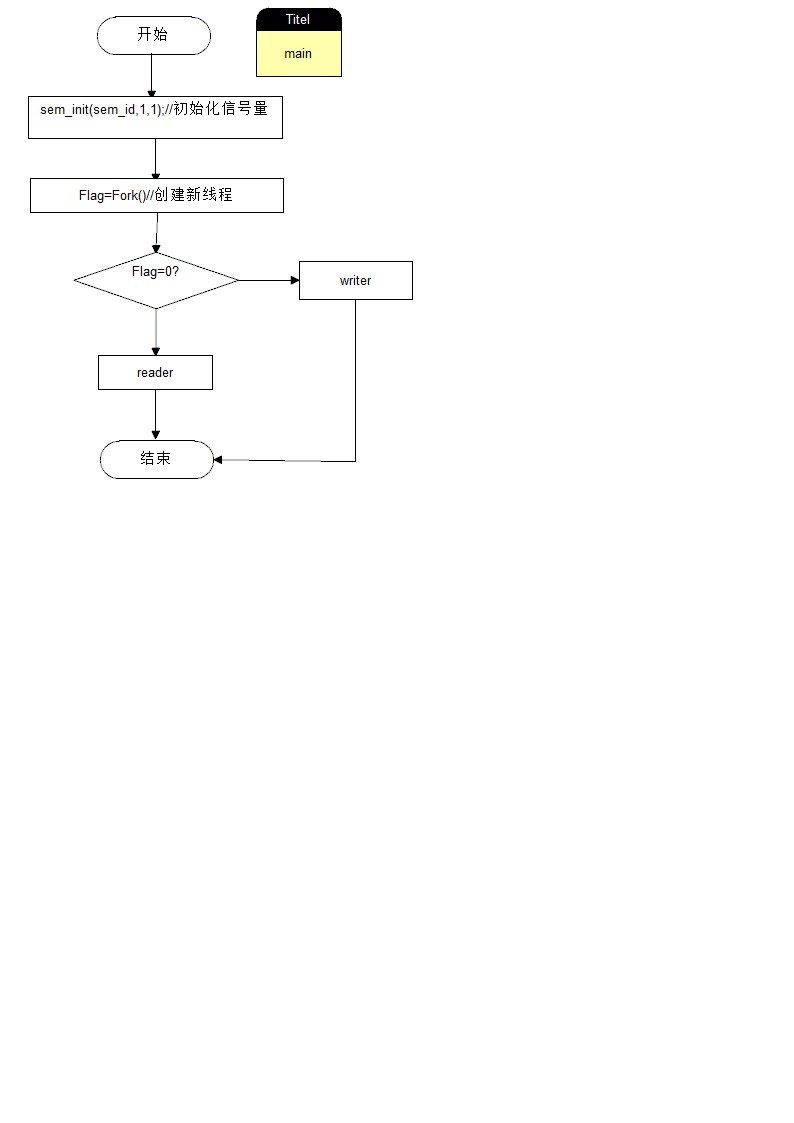 开始
Titel
main
sem_init(sem_id,1,1);//初始化信号量
Flag=Fork()//创建新线程
Flag=0?
writer
reader
结束